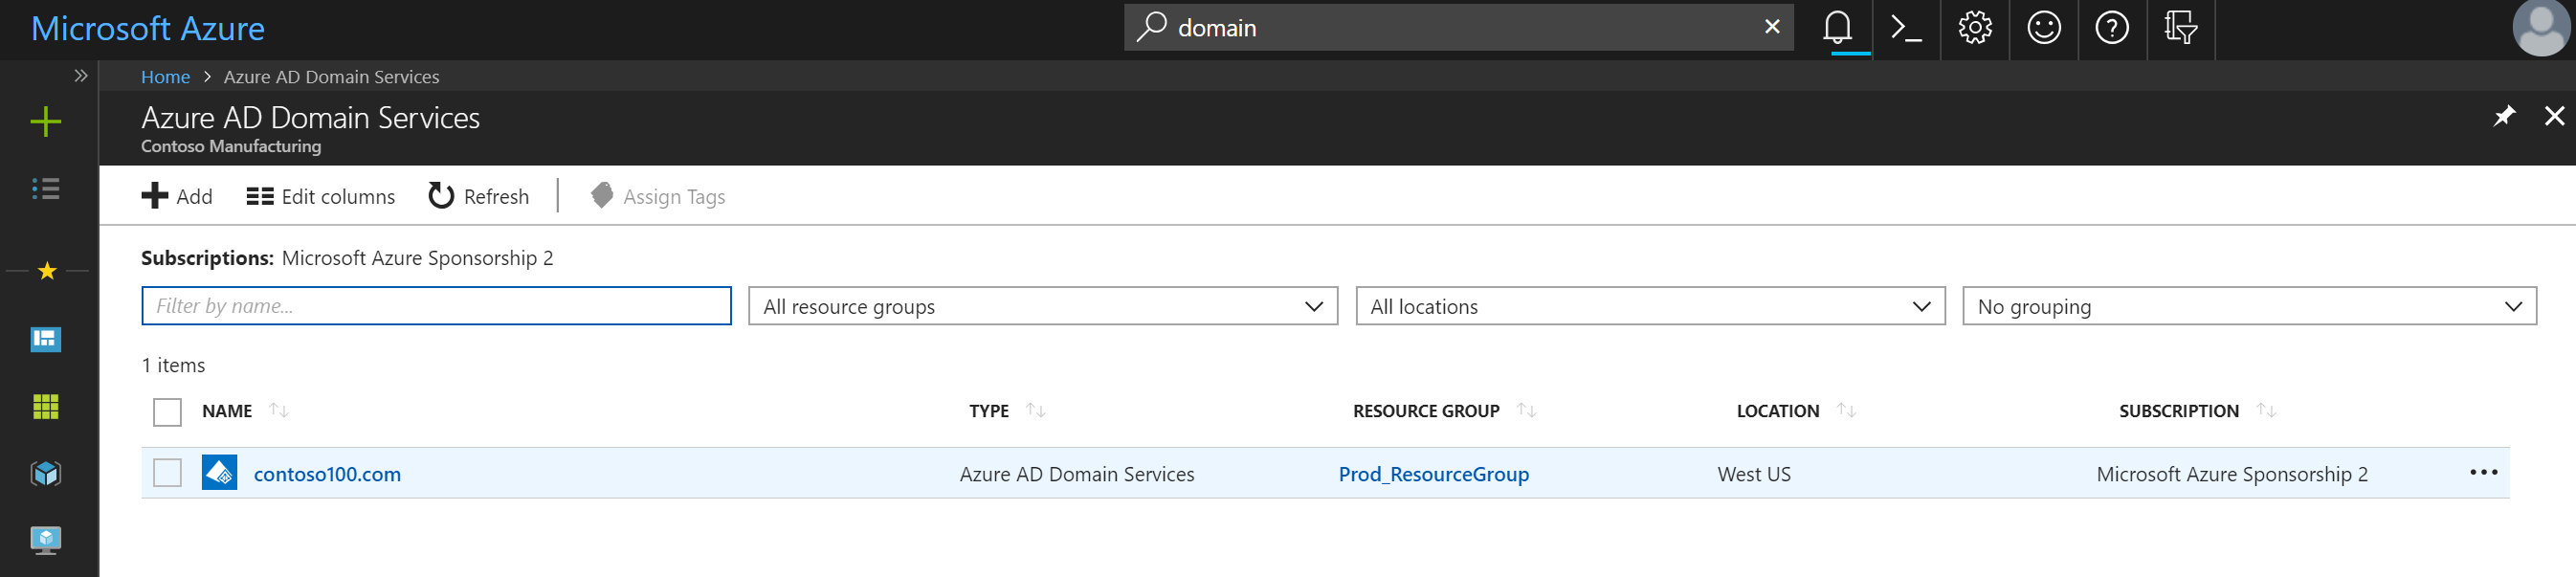 Microsoft Azure
domain
Home > Azure AD Domain Services
Azure AD Domain Services
Contoso Manufacturing
Add Edit columns Refresh Assign Tags
Subscriptions: Microsoft Azure Sponsorship 2
Filter by name... All resource groups All locations No grouping
1 items
NAME TYPE RESOURCE GROUP LOCATION SUBSCRIPTION
contoso100.com Azure AD Domain Services Prod_ResourceGroup West US Microsoft Azure Sponsorship 2